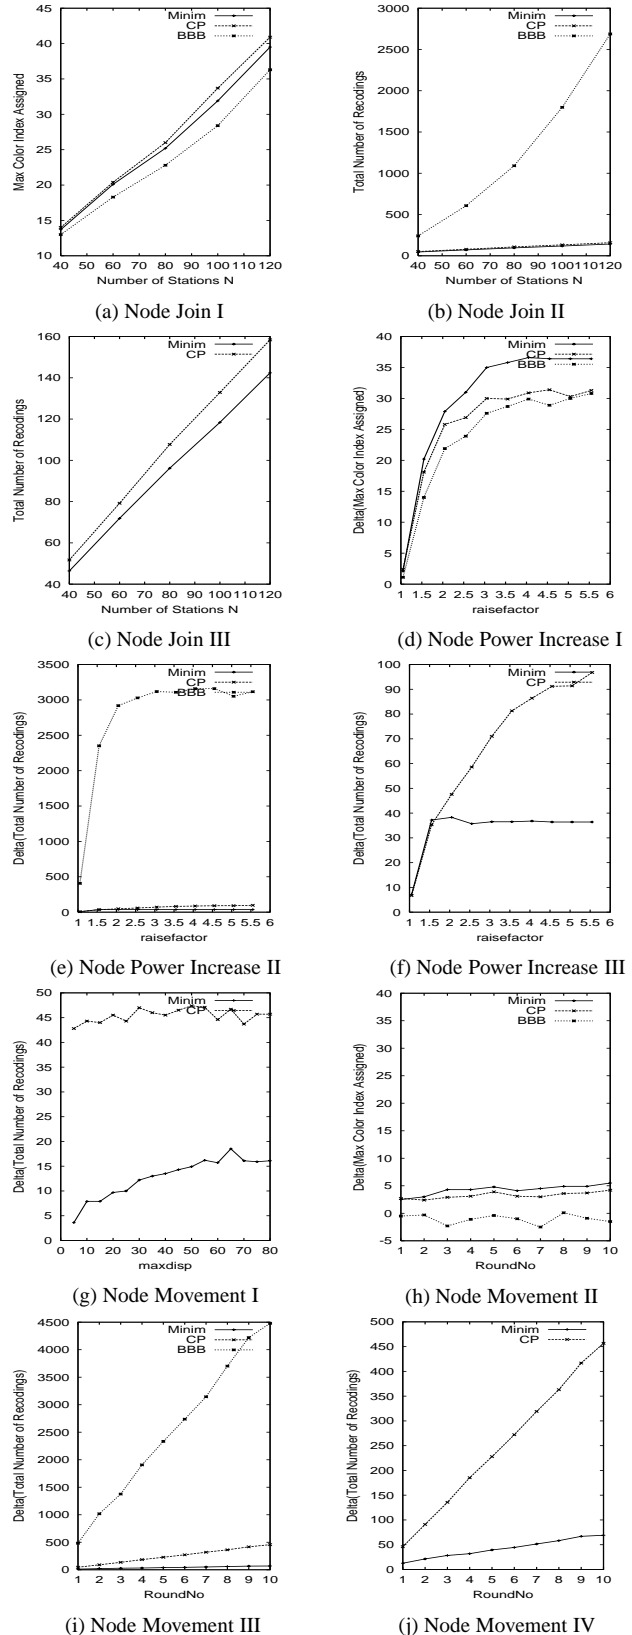 Max Color Index Assigned
45
40
35
30
25
20
15
10
Minim
CP
BBB
40 50 60 70 80 90 100 110 120
Number of Stations N
(a) Node Join I
Total Number of Recodings
3000
2500
2000
1500
1000
500
0
Minim
CP
BBB
40 50 60 70 80 90 100 110 120
Number of Stations N
(b) Node Join II
Total Number of Recodings
160
140
120
100
80
60
40
Minim
CP
40 50 60 70 80 90 100 110 120
Number of Stations N
(c) Node Join III
Delta(Max Color Index Assigned)
40
35
30
25
20
15
10
5
0
Minim
CP
BBB
1 1.5 2 2.5 3 3.5 4 4.5 5 5.5 6
raisefactor
(d) Node Power Increase I
Delta(Total Number of Recodings)
3500
3000
2500
2000
1500
1000
500
0
Minim
CP
BBB
1 1.5 2 2.5 3 3.5 4 4.5 5 5.5 6
raisefactor
(e) Node Power Increase II
Delta(Total Number of Recodings)
100
90
80
70
60
50
40
30
20
10
0
Minim
CP
1 1.5 2 2.5 3 3.5 4 4.5 5 5.5 6
raisefactor
(f) Node Power Increase III
Delta(Total Number of Recodings)
50
45
40
35
30
25
20
15
10
5
0
Minim
CP
0 10 20 30 40 50 60 70 80
maxdisp
(g) Node Movement I
Delta(Max Color Index Assigned)
40
35
30
25
20
15
10
5
0
-5
Minim
CP
BBB
1 2 3 4 5 6 7 8 9 10
RoundNo
(h) Node Movement II
Delta(Total Number of Recodings)
4500
4000
3500
3000
2500
2000
1500
1000
500
0
Minim
CP
BBB
1 2 3 4 5 6 7 8 9 10
RoundNo
(i) Node Movement III
Delta(Total Number of Recodings)
500
450
400
350
300
250
200
150
100
50
0
Minim
CP
1 2 3 4 5 6 7 8 9 10
RoundNo
(j) Node Movement IV